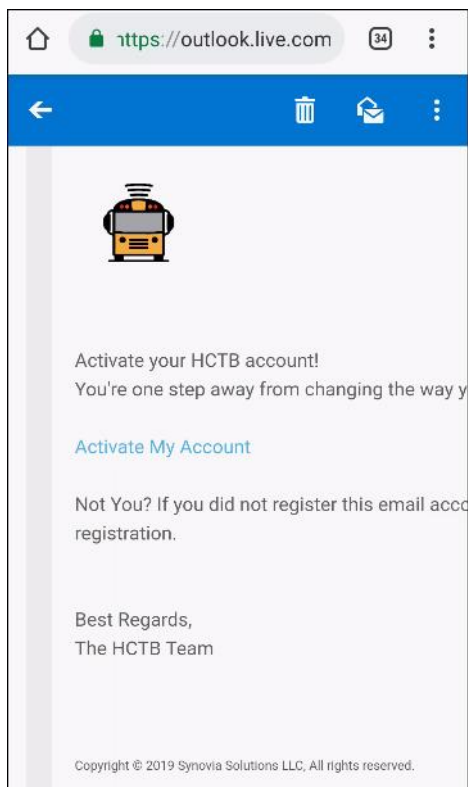 https://outlook.live.com 34
Activate your HCTB account!
You're one step away from changing the way y
Activate My Account
Not You? If you did not register this email acco
registration.
Best Regards,
The HCTB Team
Copyright © 2019 Synovia Solutions LLC, All rights reserved.